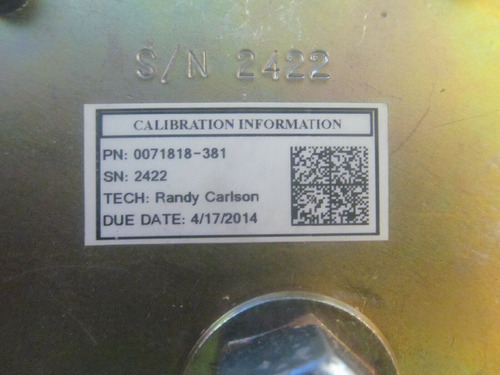 S/N 2422
CALIBRATION INFORMATION
PN: 0071818-381
SN: 2422
TECH: Randy Carlson
DUE DATE: 4/17/2014